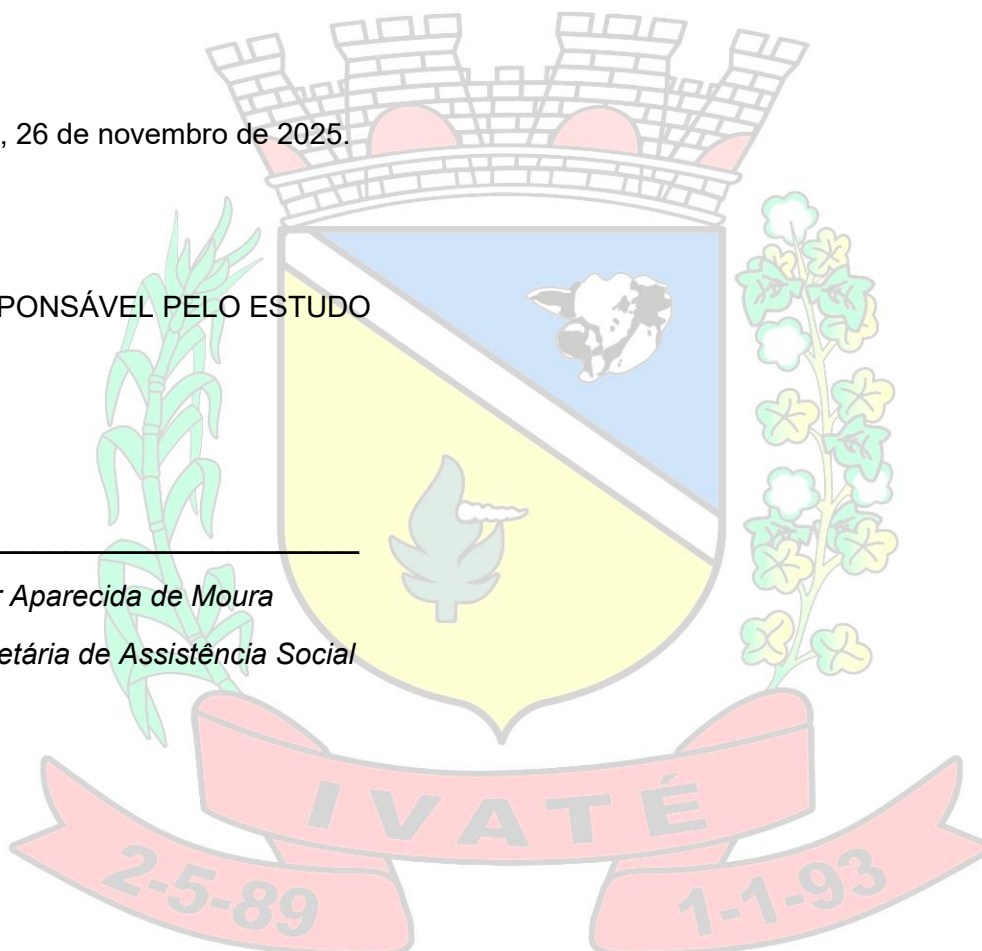 , 26 de novembro de 2025.
PONSÁVEL PELO ESTUDO
r Aparecida de Moura
etária de Assistência Social
IVATÉ
2-5-89
1-1-93